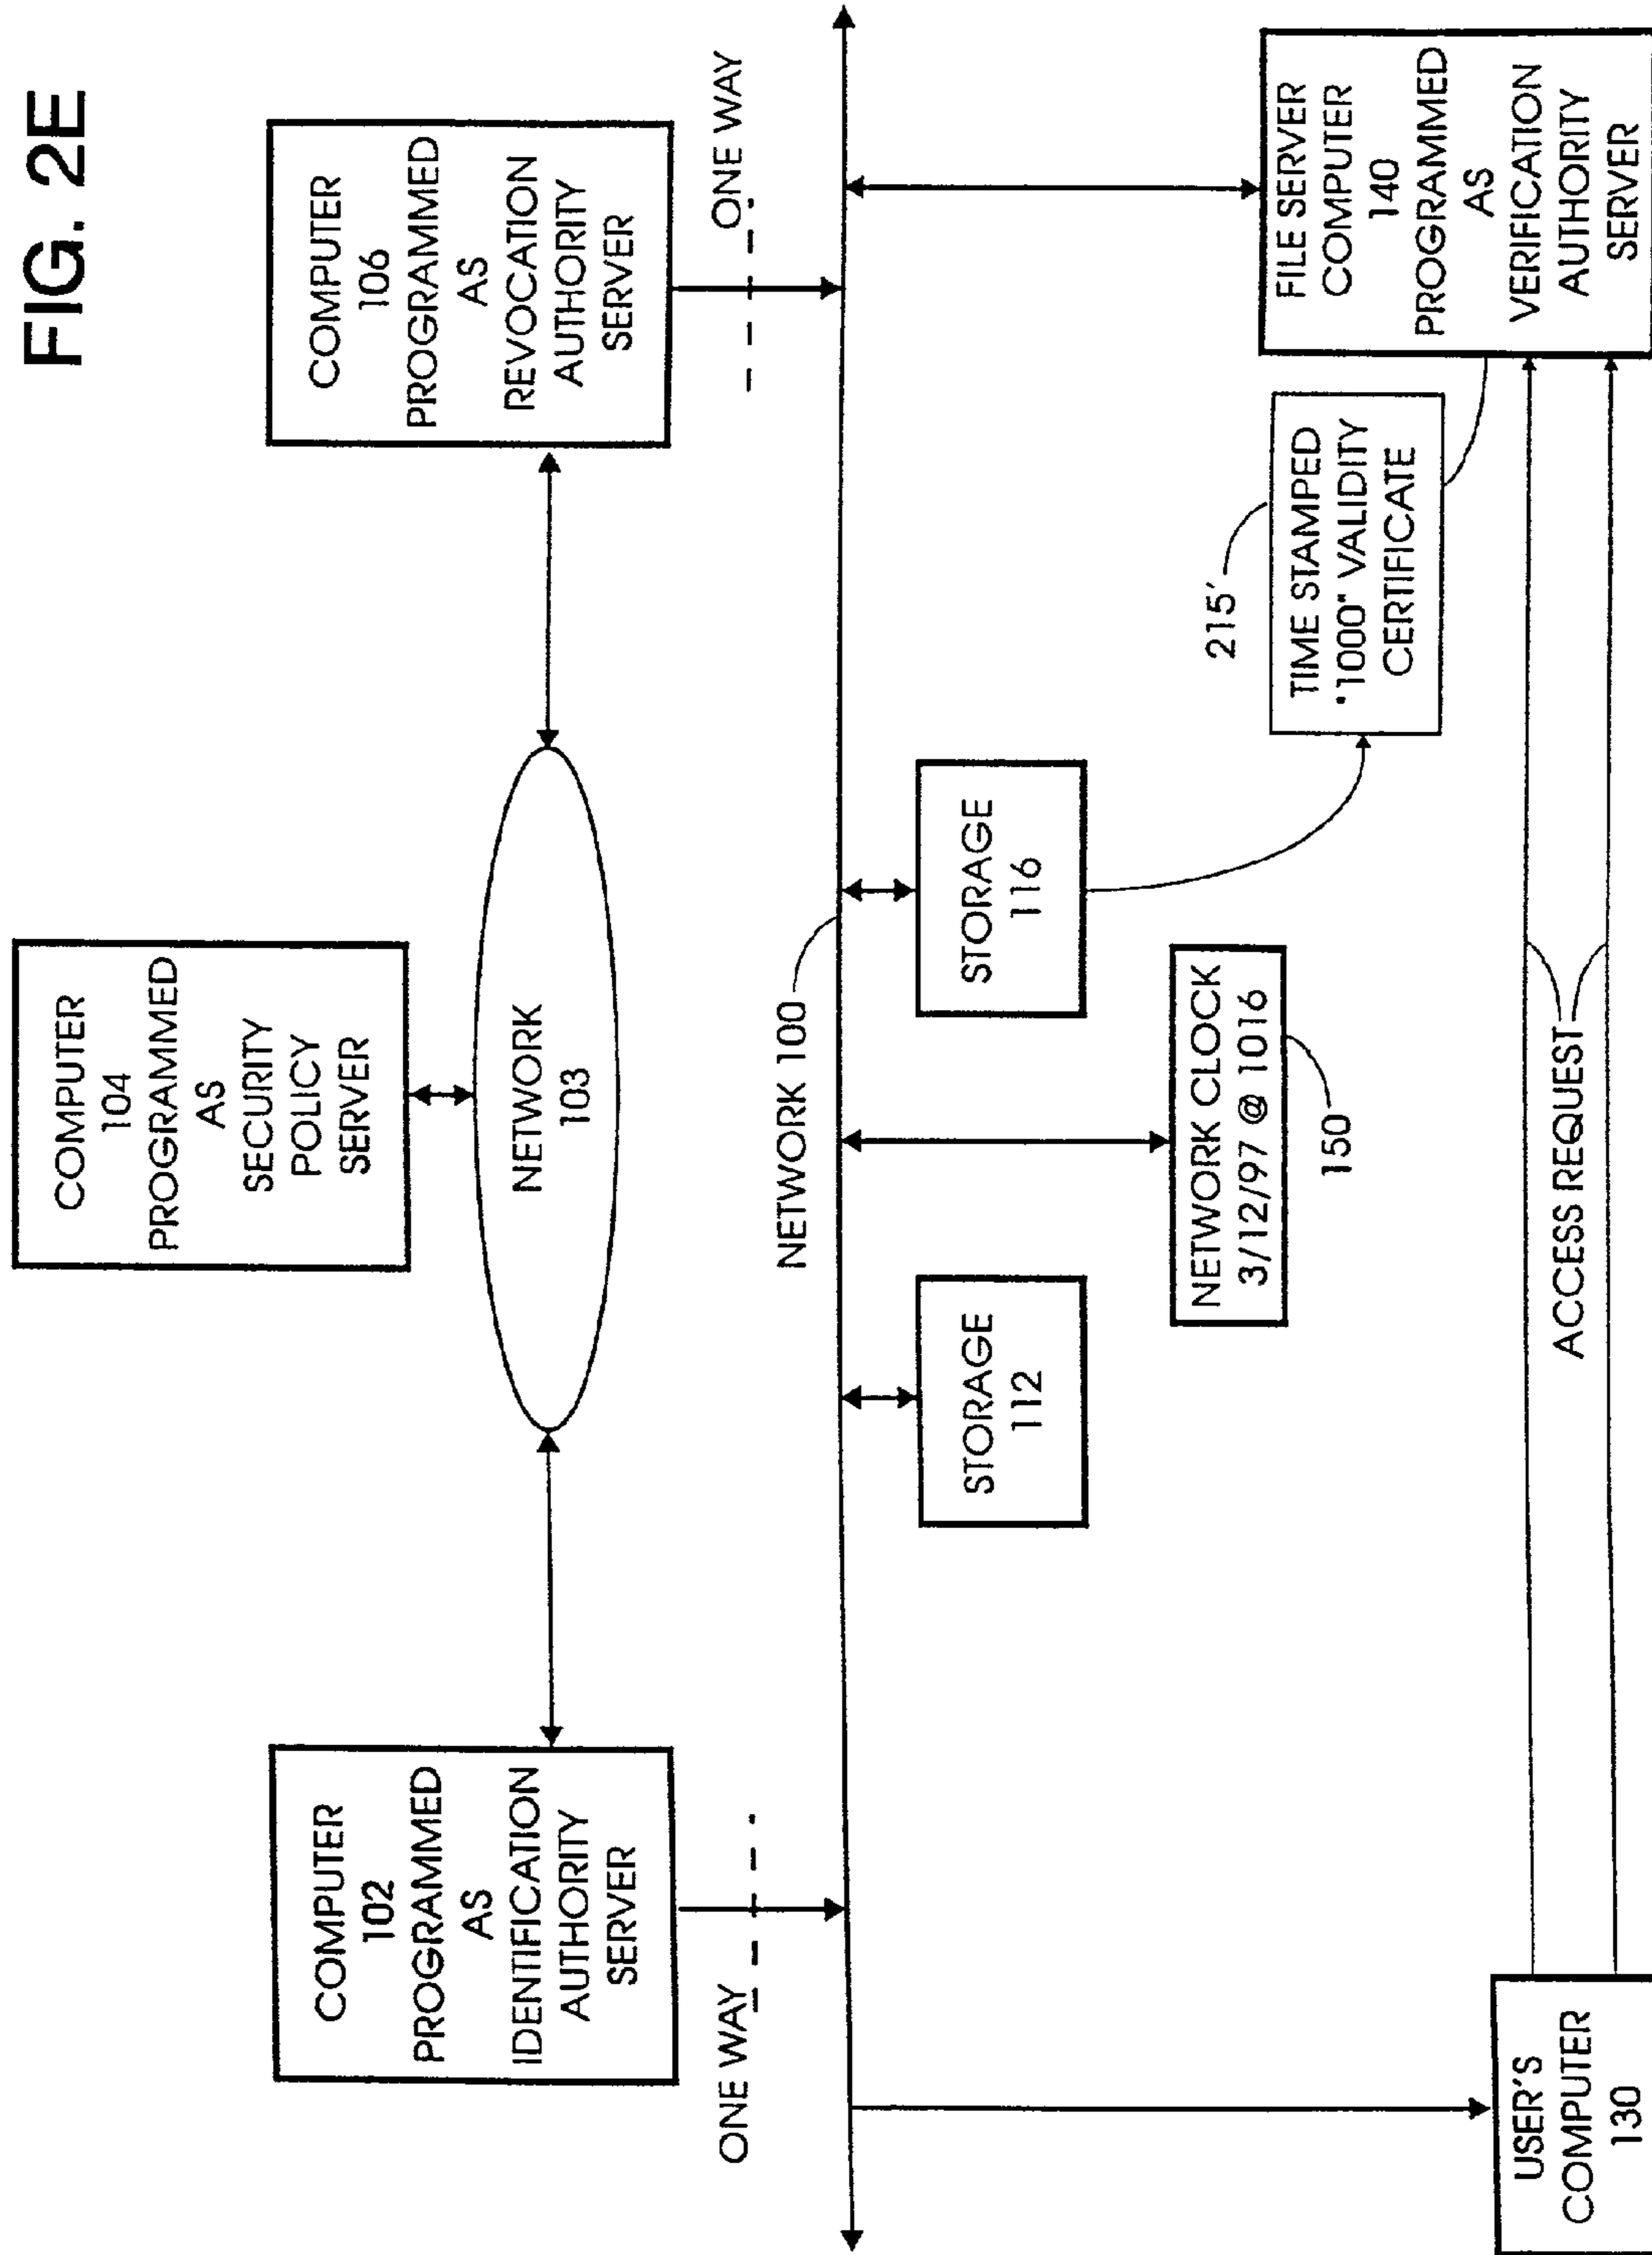 FIG. 2E
COMPUTER
104
PROGRAMMED
AS
SECURITY
POLICY
SERVER
COMPUTER
102
PROGRAMMED
AS
IDENTIFICATION
AUTHORITY
SERVER
NETWORK
103
COMPUTER
106
PROGRAMMED
AS
REVOCATION
AUTHORITY
SERVER
ONE WAY
ONE WAY
NETWORK 100
STORAGE
112
STORAGE
116
NETWORK CLOCK
3/12/97 @ 1016
150
215'
TIME STAMPED
"1000" VALIDITY
CERTIFICATE
FILE SERVER
COMPUTER
140
PROGRAMMED
AS
VERIFICATION
AUTHORITY
SERVER
USER'S
COMPUTER
130
ACCESS REQUEST